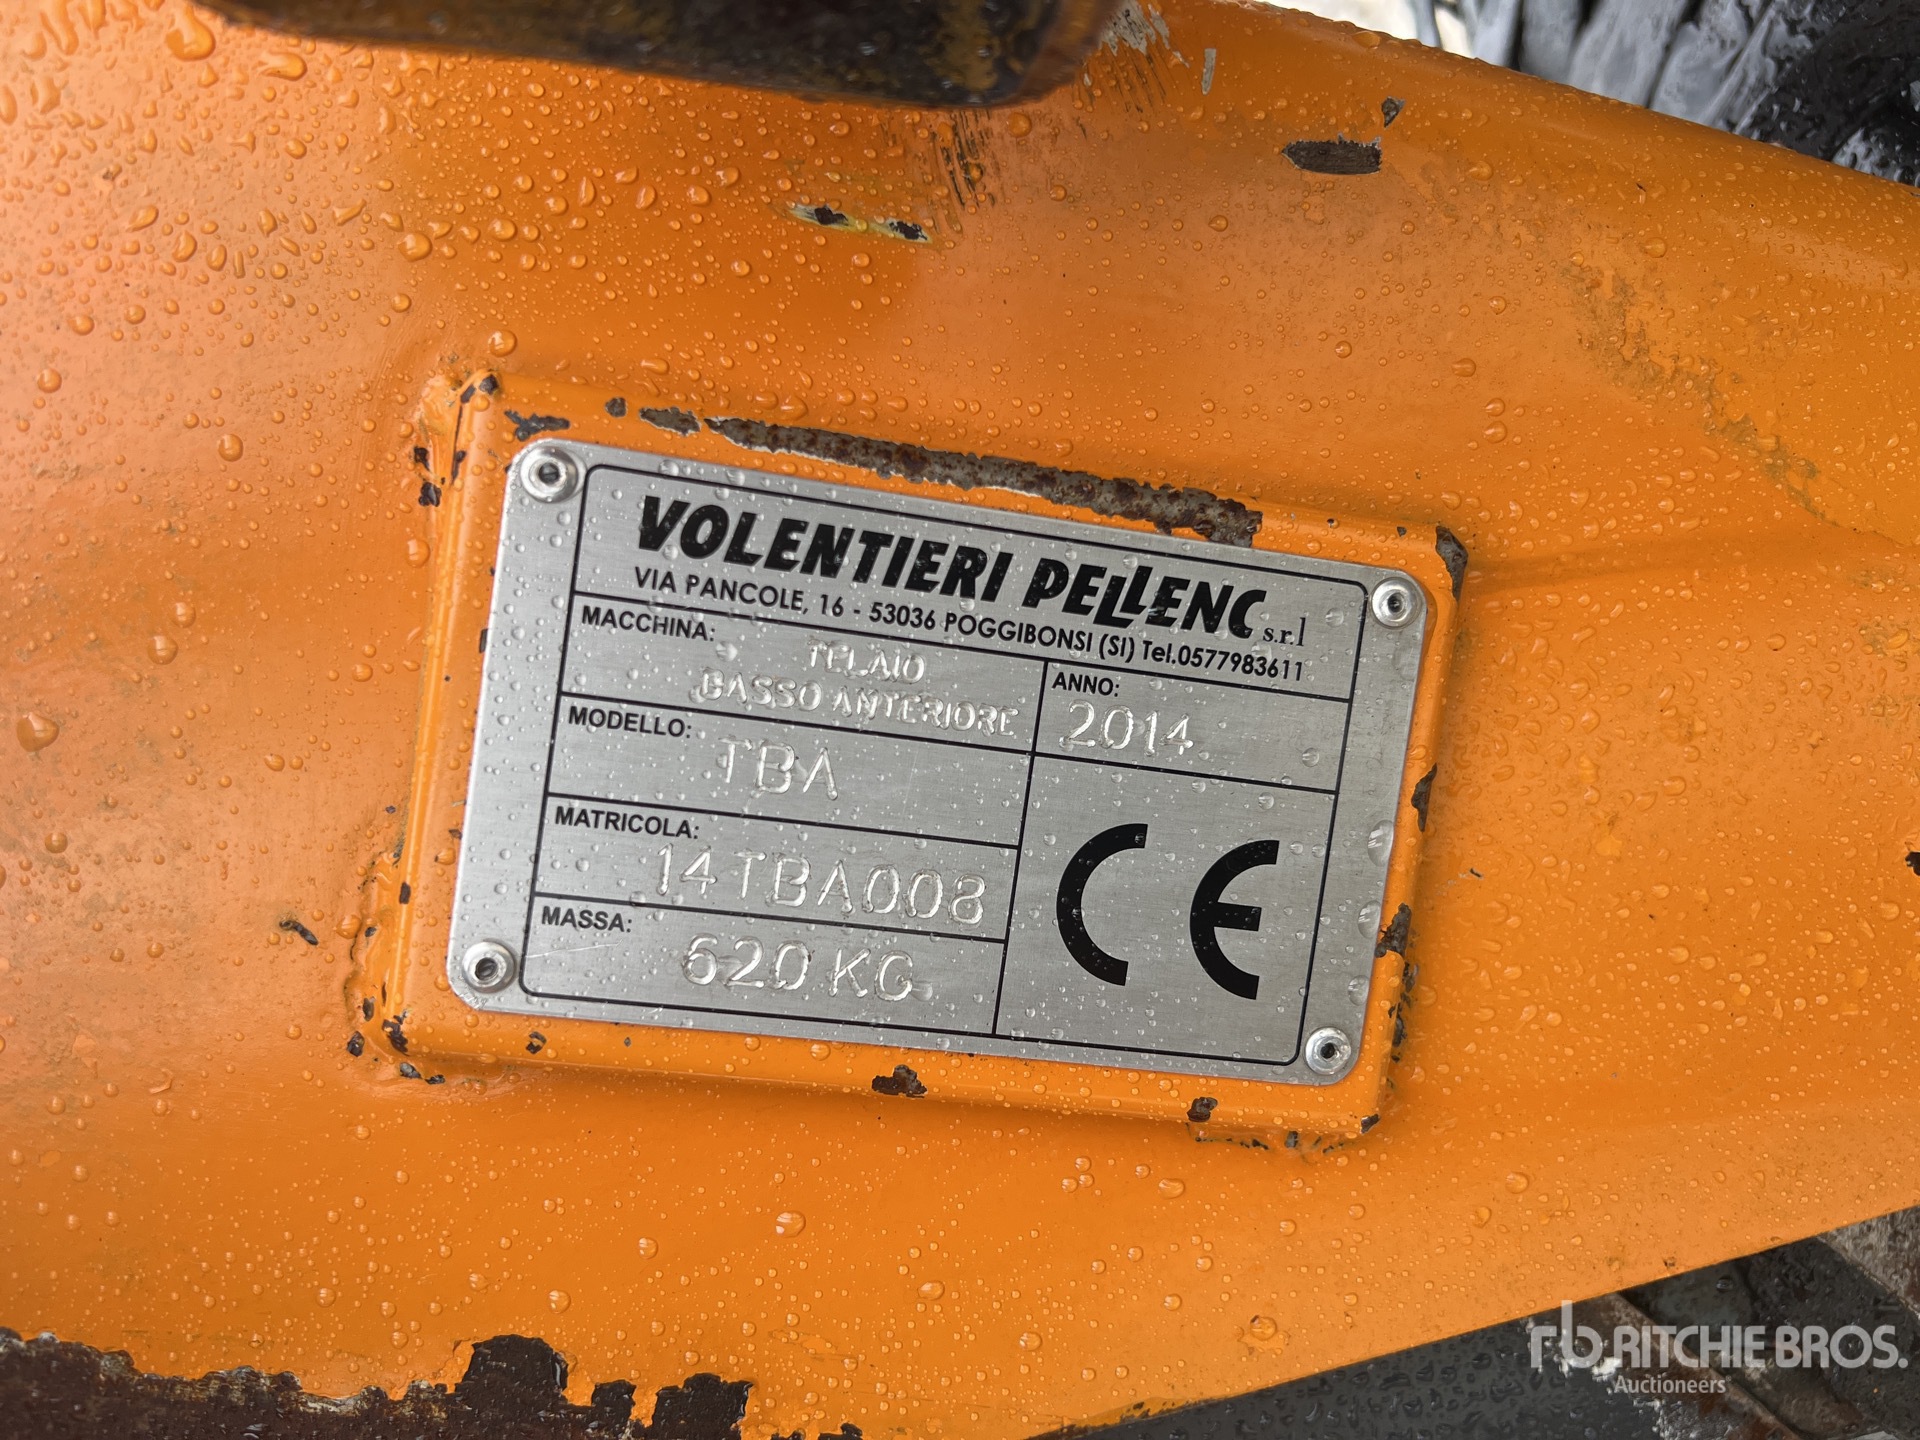 VOLENTIERI PELLENC s.r.l
VIA PANCOLE, 16 - 53036 POGGIBONSI (SI) Tel.0577983611
MACCHINA: TELAIO
BASSO ANTERIORE
ANNO: 2014
MODELLO: TBA
MATRICOLA: 14TBA008
MASSA: 620 KG
CE
rb RITCHIE BROS.
Auctioneers